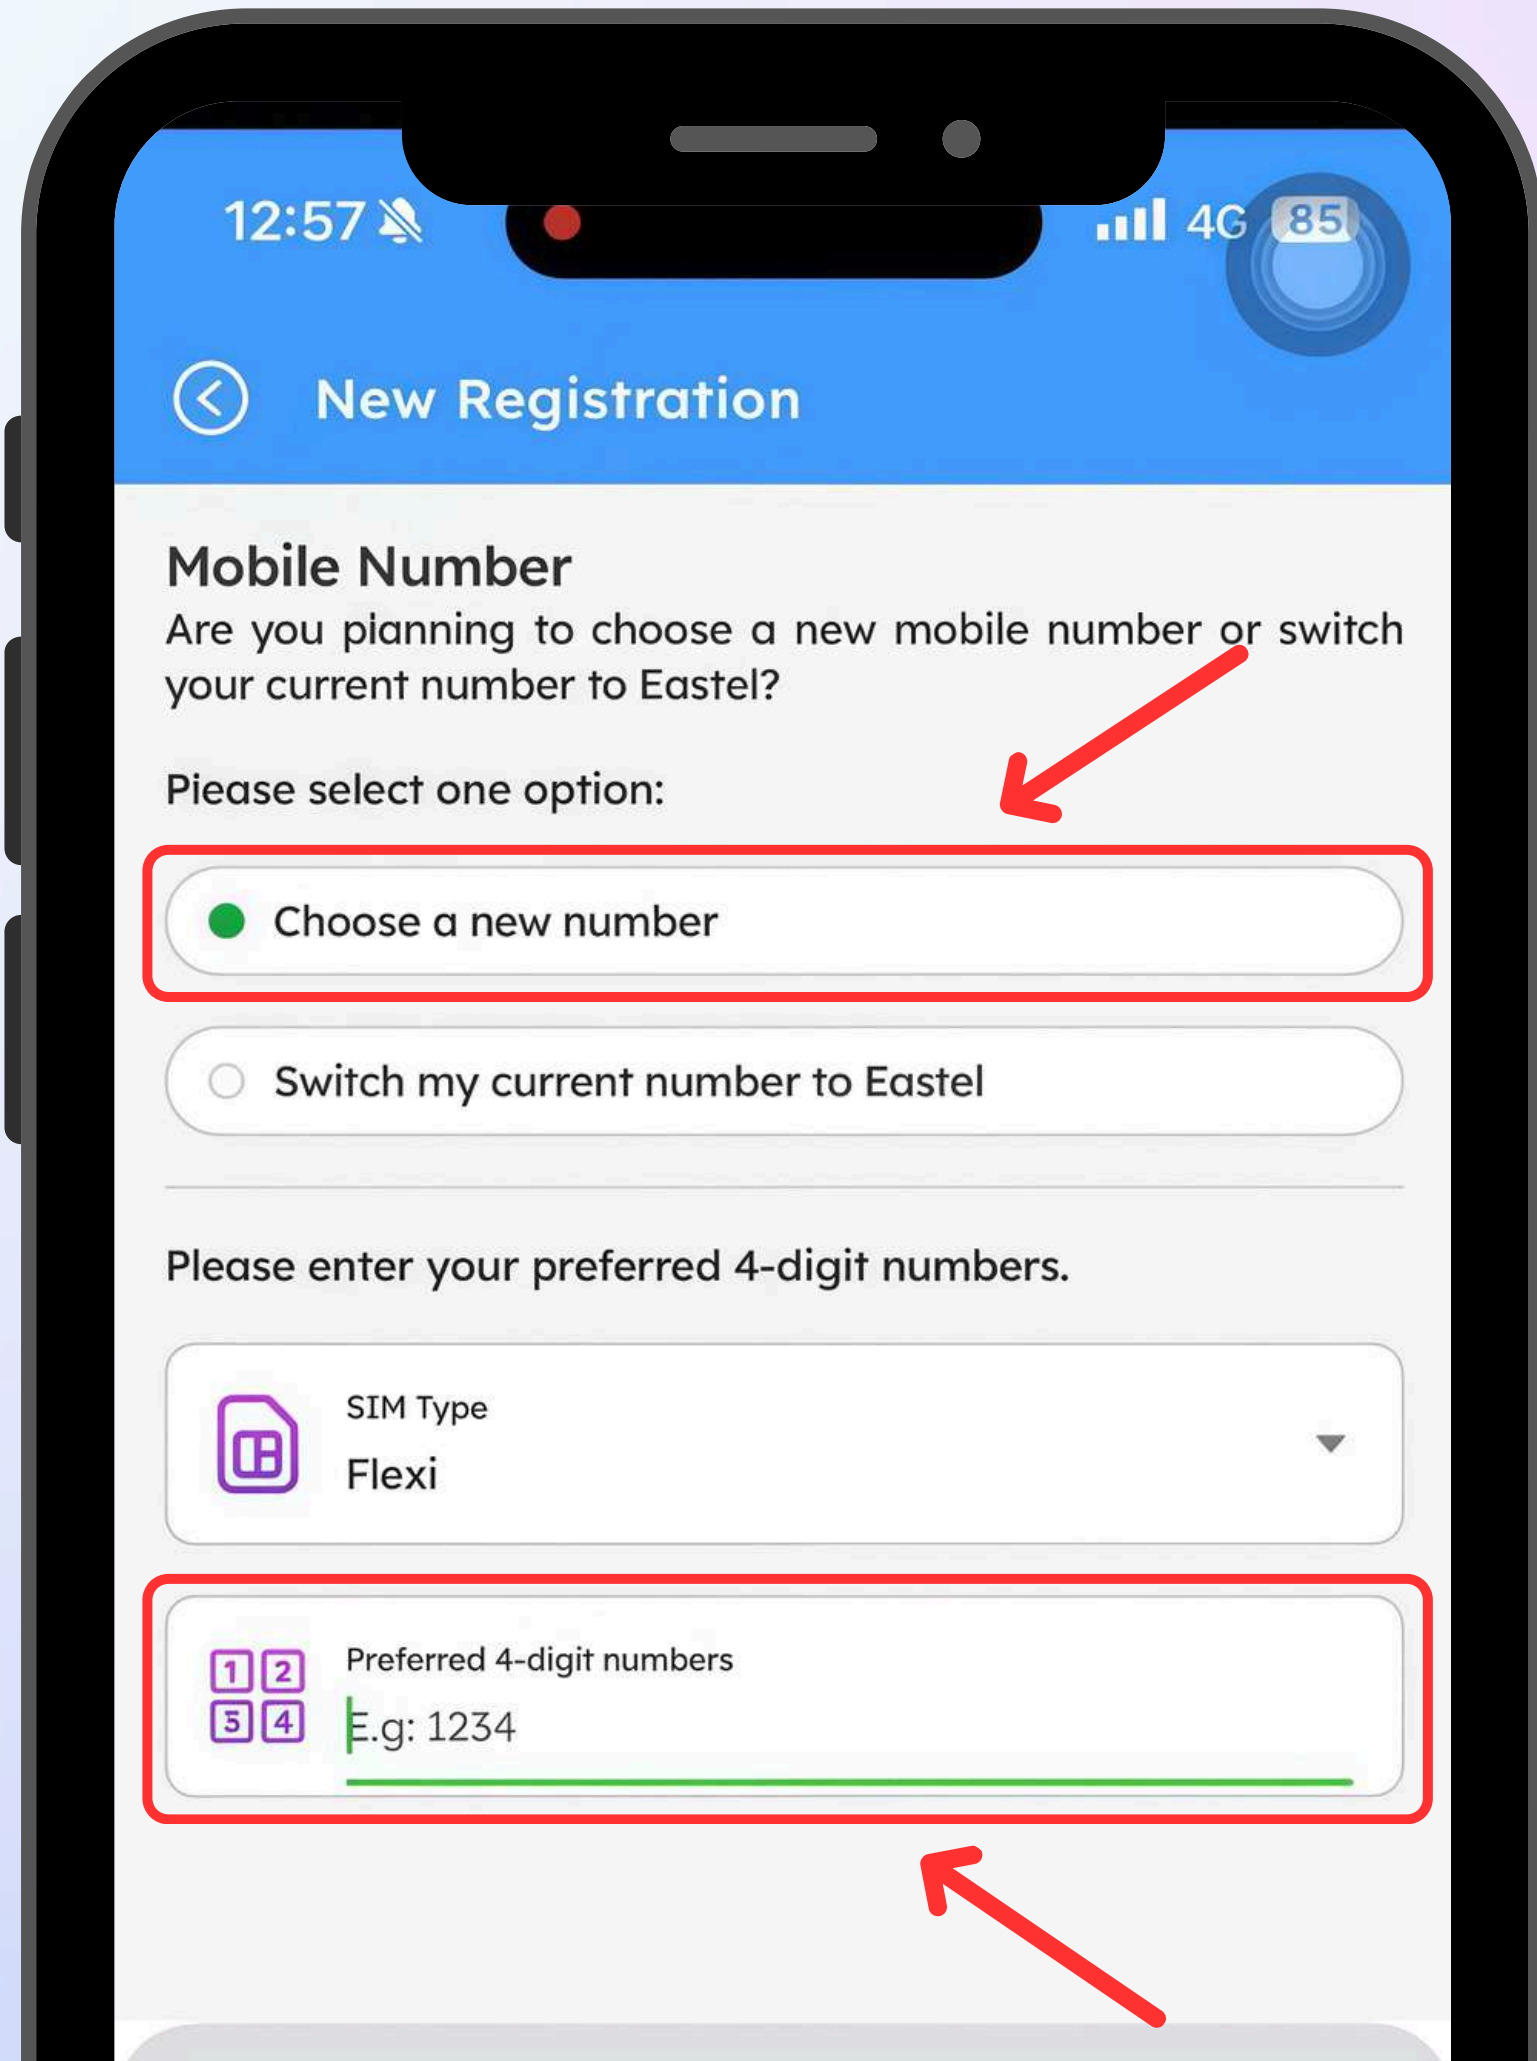 12:57 4G 85
New Registration
Mobile Number
Are you planning to choose a new mobile number or switch
your current number to Eastel?
Please select one option:
Choose a new number
Switch my current number to Eastel
Please enter your preferred 4-digit numbers.
SIM Type
Flexi
1 2
Preferred 4-digit numbers
5 4
E.g: 1234